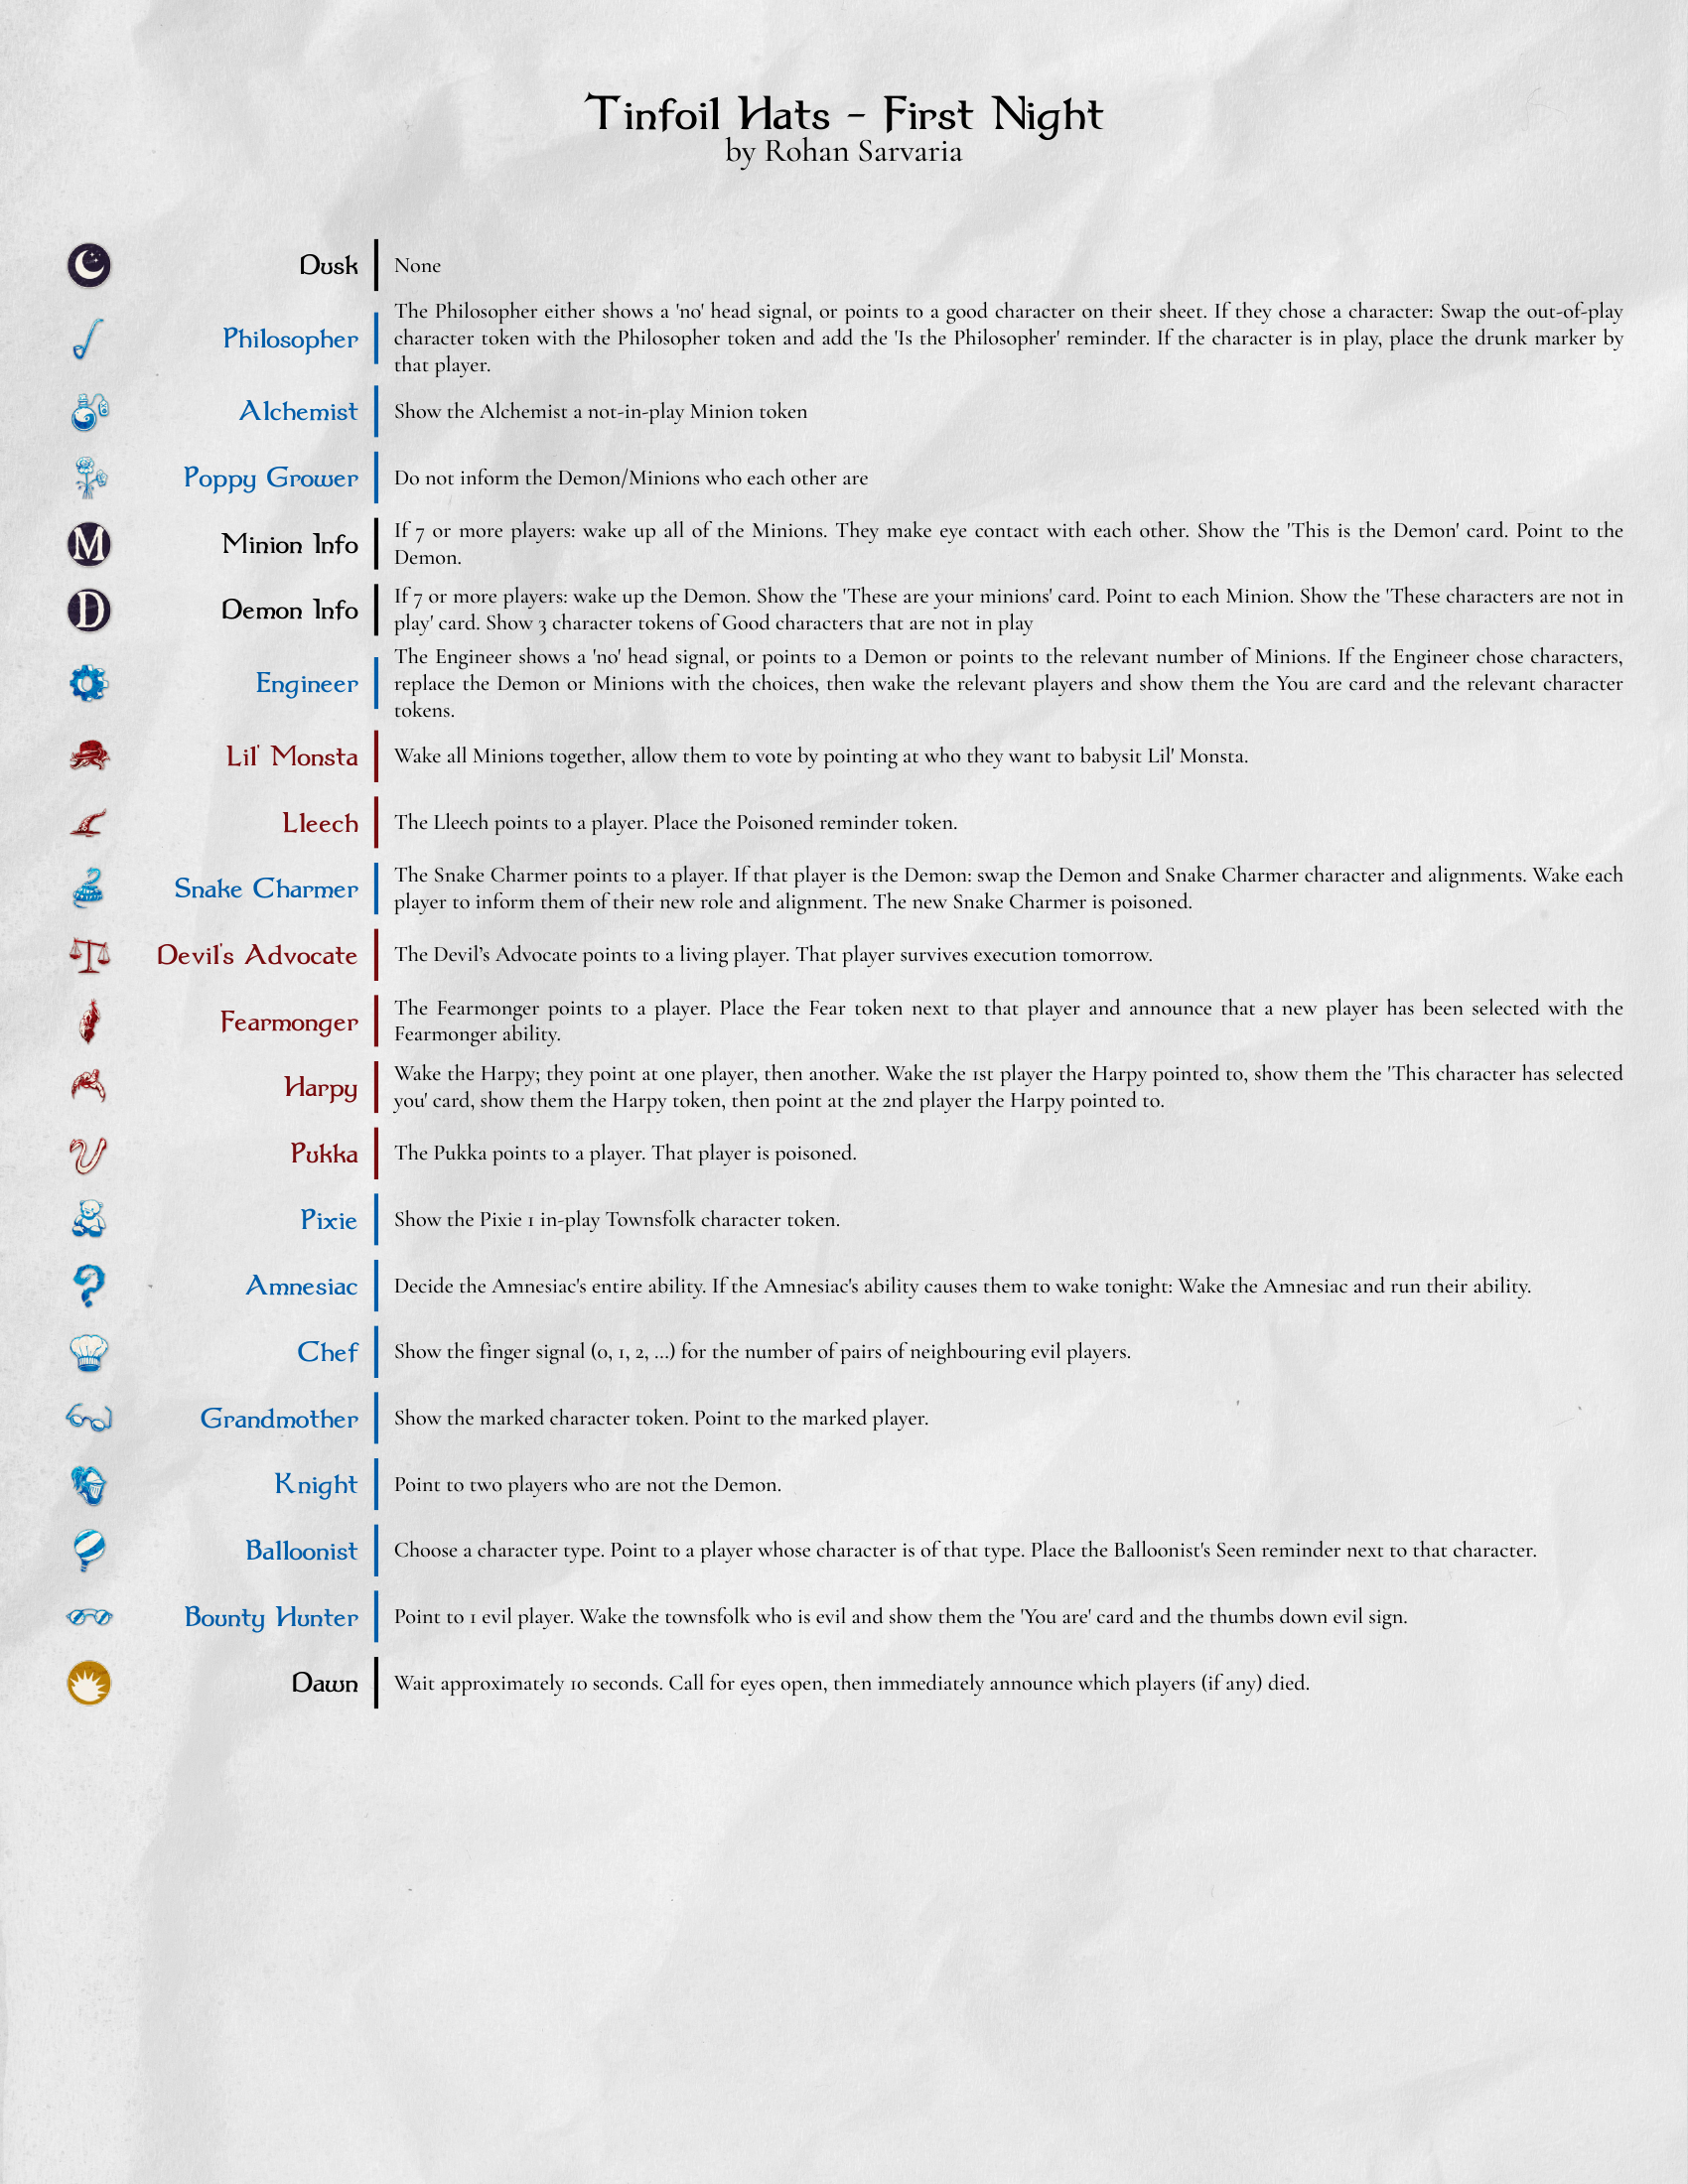 Tinfoil Hats - First Night
by Rohan Sarvaria
Dusk
None
Philosopher
The Philosopher either shows a 'no' head signal, or points to a good character on their sheet. If they chose a character: Swap the out-of-play
character token with the Philosopher token and add the 'Is the Philosopher' reminder. If the character is in play, place the drunk marker by
that player.
Alchemist
Show the Alchemist a not-in-play Minion token
Poppy Grower
Do not inform the Demon/Minions who each other are
M
Minion Info
If 7 or more players: wake up all of the Minions. They make eye contact with each other. Show the 'This is the Demon' card. Point to the
Demon.
D
Demon Info
If 7 or more players: wake up the Demon. Show the 'These are your minions' card. Point to each Minion. Show the 'These characters are not in
play' card. Show 3 character tokens of Good characters that are not in play
Engineer
The Engineer shows a 'no' head signal, or points to a Demon or points to the relevant number of Minions. If the Engineer chose characters,
replace the Demon or Minions with the choices, then wake the relevant players and show them the You are card and the relevant character
tokens.
Lil' Monsta
Wake all Minions together, allow them to vote by pointing at who they want to babysit Lil' Monsta.
Lleech
The Lleech points to a player. Place the Poisoned reminder token.
Snake Charmer
The Snake Charmer points to a player. If that player is the Demon: swap the Demon and Snake Charmer character and alignments. Wake each
player to inform them of their new role and alignment. The new Snake Charmer is poisoned.
Devil's Advocate
The Devil’s Advocate points to a living player. That player survives execution tomorrow.
Fearmonger
The Fearmonger points to a player. Place the Fear token next to that player and announce that a new player has been selected with the
Fearmonger ability.
Harpy
Wake the Harpy; they point at one player, then another. Wake the 1st player the Harpy pointed to, show them the 'This character has selected
you' card, show them the Harpy token, then point at the 2nd player the Harpy pointed to.
Pukka
The Pukka points to a player. That player is poisoned.
Pixie
Show the Pixie 1 in-play Townsfolk character token.
Amnesiac
Decide the Amnesiac's entire ability. If the Amnesiac's ability causes them to wake tonight: Wake the Amnesiac and run their ability.
Chef
Show the finger signal (0, 1, 2, ...) for the number of pairs of neighbouring evil players.
Grandmother
Show the marked character token. Point to the marked player.
Knight
Point to two players who are not the Demon.
Balloonist
Choose a character type. Point to a player whose character is of that type. Place the Balloonist's Seen reminder next to that character.
Bounty Hunter
Point to 1 evil player. Wake the townsfolk who is evil and show them the 'You are' card and the thumbs down evil sign.
Dawn
Wait approximately 10 seconds. Call for eyes open, then immediately announce which players (if any) died.